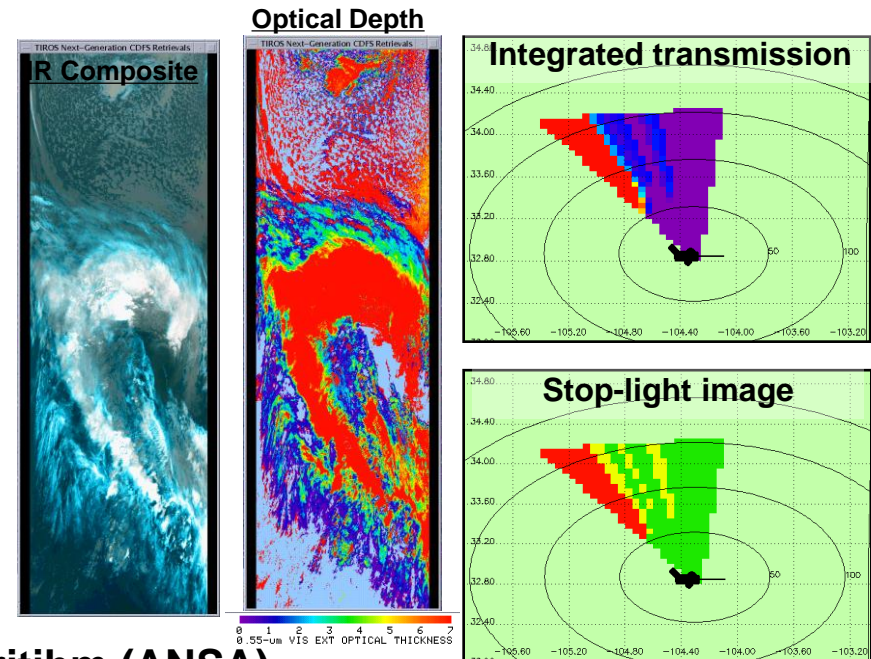 Optical Depth
TIROS Next-Generation CDFS Retrievals
IR Composite
TIROS Next-Generation CDFS Retrievals
0 1 2 3 4 5 6 7
0.55-um VIS EXT OPTICAL THICKNESS
Integrated transmission
34.80
34.40
34.00
33.60
33.20
32.80
32.40
50
100
-105.60 -105.20 -104.80 -104.40 -104.00 -103.60 -103.20
Stop-light image
34.80
34.40
34.00
33.60
33.20
32.80
32.40
50
100
-105.60 -105.20 -104.80 -104.40 -104.00 -103.60 -103.20
(ANSA)